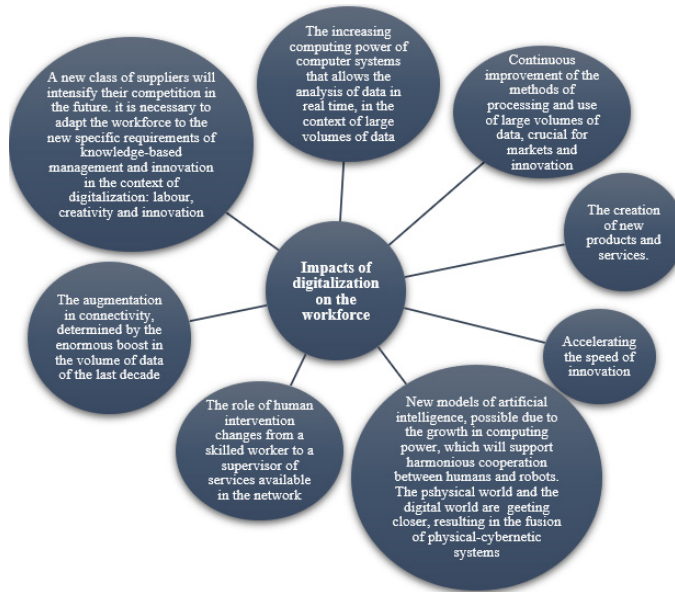 The increasing
computing power of
computer systems
that allows the
analysis of data in
real time, in the
context of large
volumes of data
Continuous
improvement of the
methods of
processing and use
of large volumes of
data, crucial for
markets and
innovation
A new class of suppliers will
intensify their competition in
the future. it is necessary to
adapt the workforce to the
new specific requirements of
knowledge-based
management and innovation
in the context of
digitalization: labour,
creativity and innovation
The creation
of new
products and
services.
Impacts of
digitalization
on the
workforce
The augmentation
in connectivity,
determined by the
enormous boost in
the volume of data
of the last decade
Accelerating
the speed of
innovation
The role of human
intervention
changes from a
skilled worker to a
supervisor of
services available
in the network
New models of artificial
intelligence, possible due to
the growth in computing
power, which will support
harmonious cooperation
between humans and robots.
The pshysical world and the
digital world are  geeting
closer, resulting in the fusion
of physical-cybernetic
systems